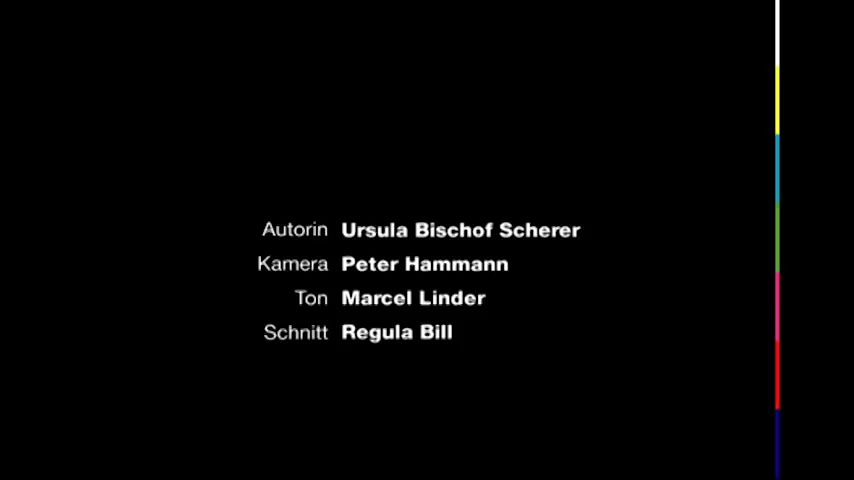 Autorin Ursula Bischof Scherer
Kamera Peter Hammann
Ton Marcel Linder
Schnitt Regula Bill